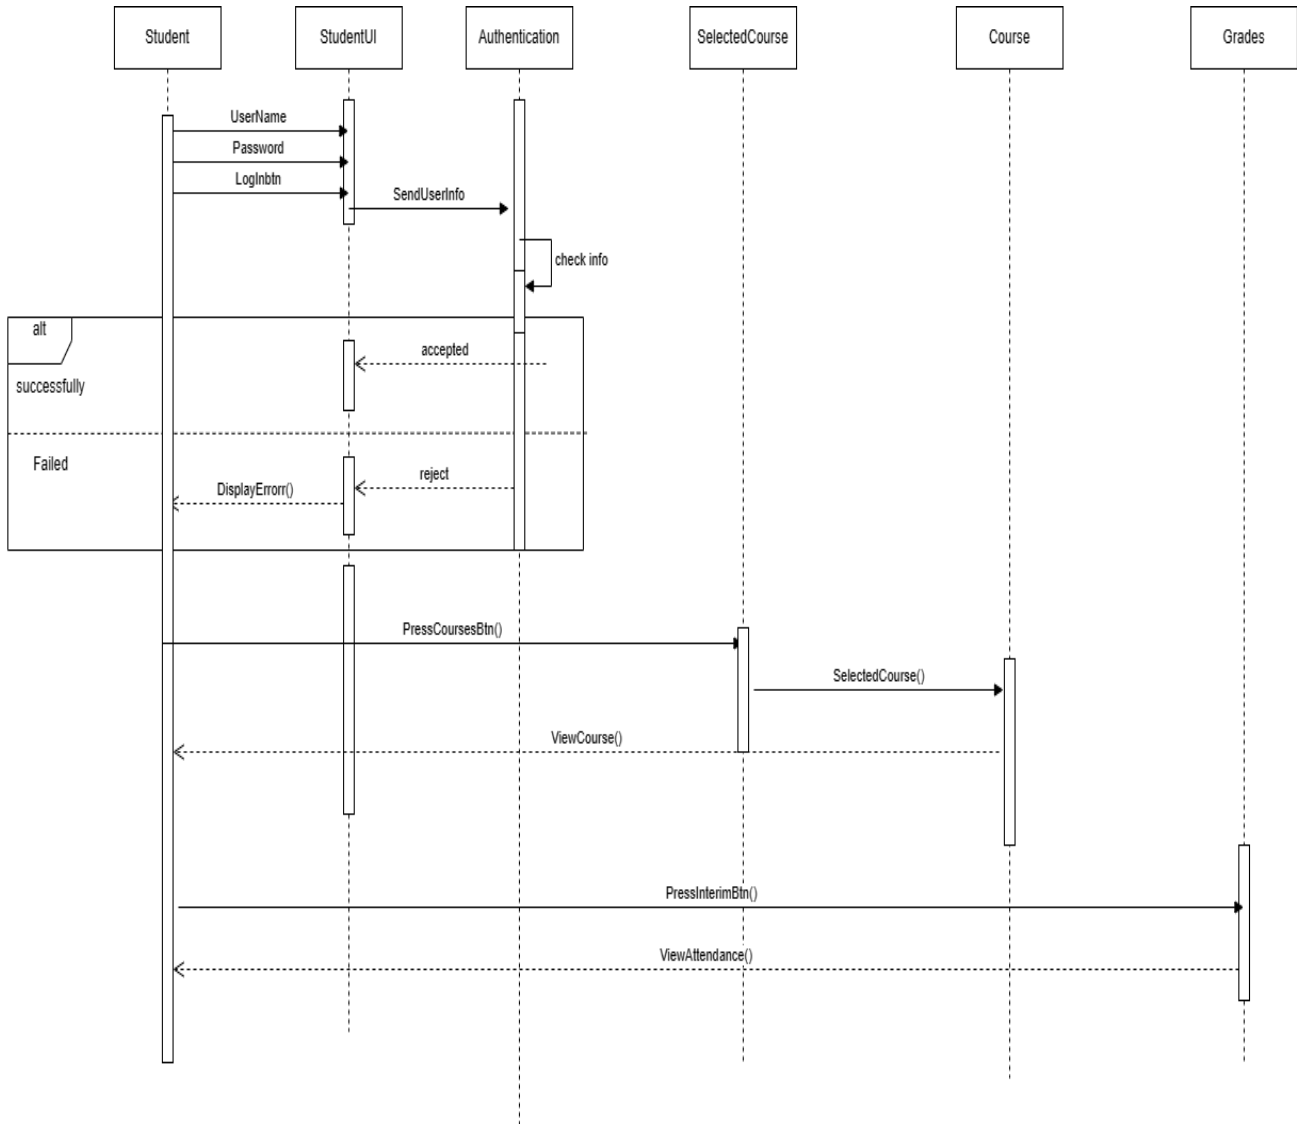 Student
StudentUI
Authentication
SelectedCourse
Course
Grades
UserName
Password
LogInbtn
SendUserInfo
check info
alt
accepted
successfully
Failed
reject
DisplayErrorr()
PressCoursesBtn()
SelectedCourse()
ViewCourse()
PressInterimBtn()
ViewAttendance()